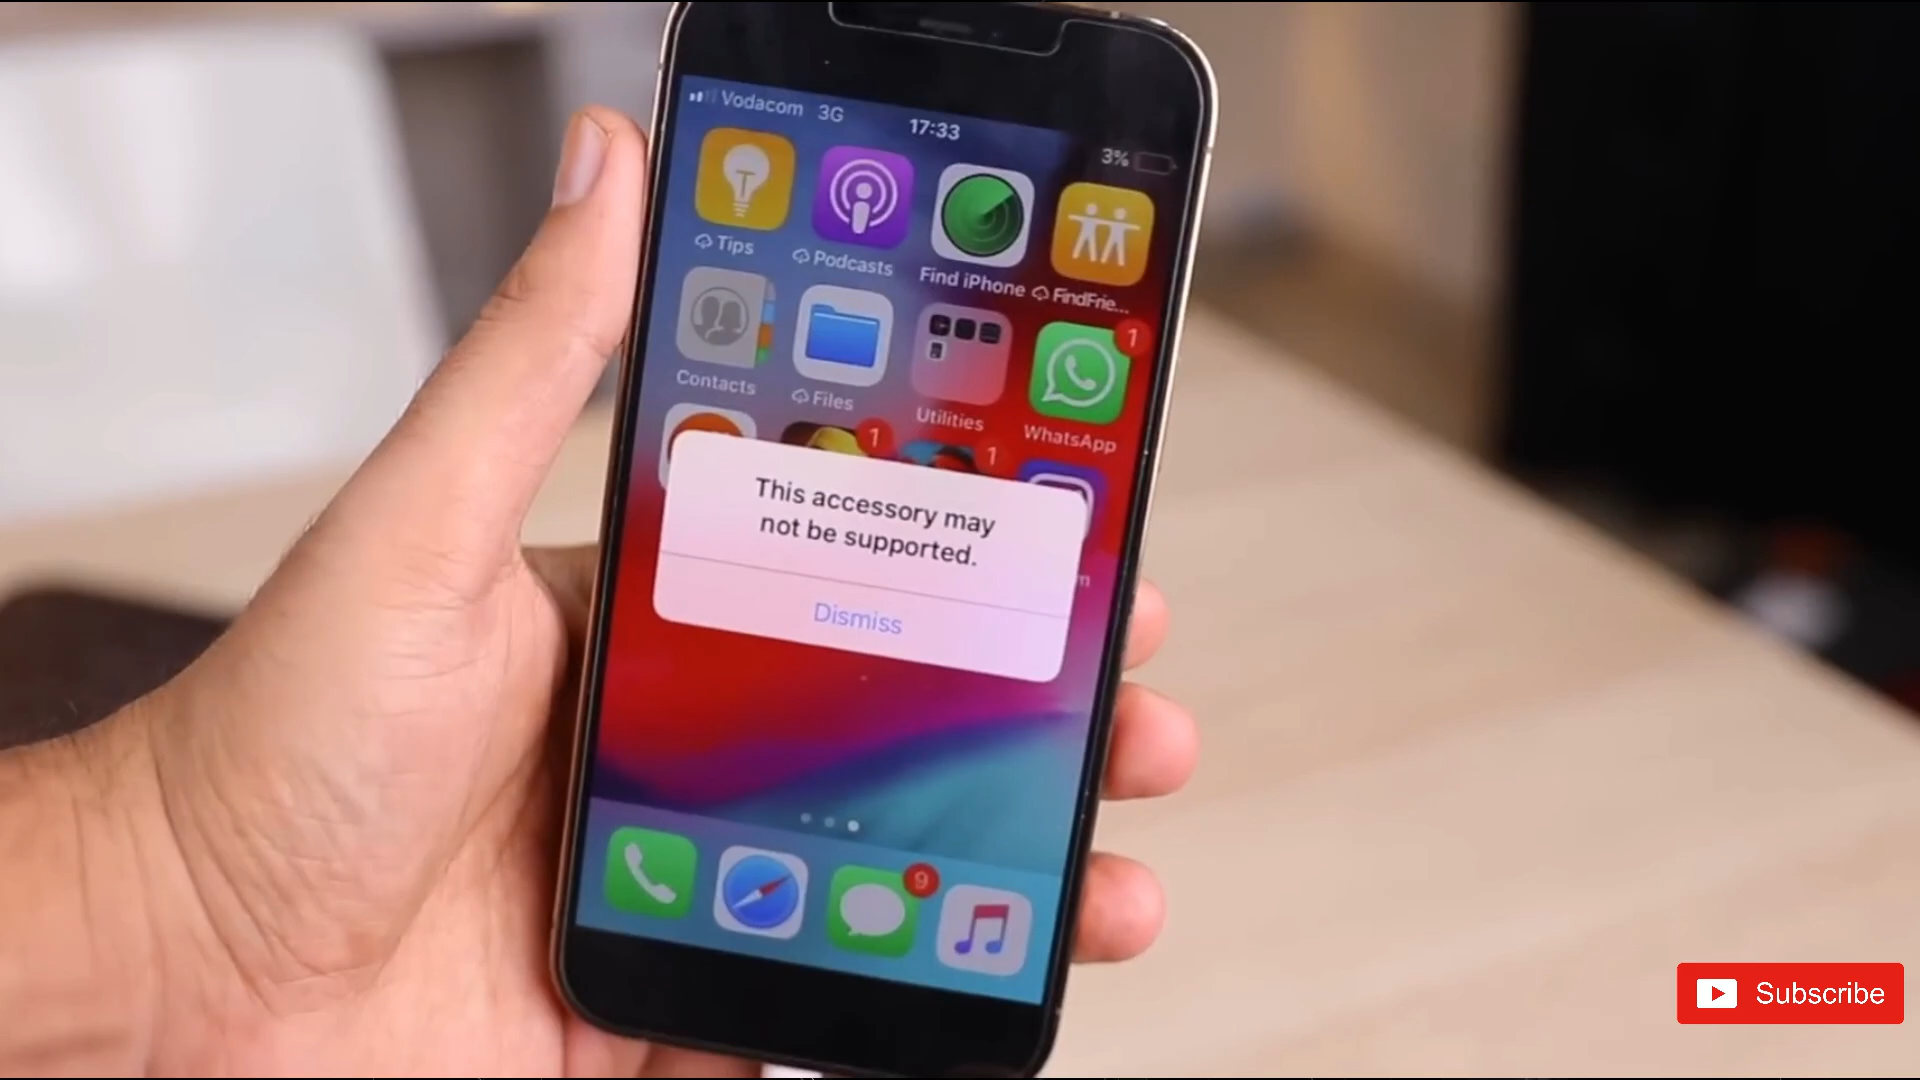 Vodacom 3G
17:33
3%
Tips
Podcasts
Find iPhone
FindFrie...
Contacts
Files
Utilities
WhatsApp
1
1
1
This accessory may
not be supported.
Dismiss
9
Subscribe